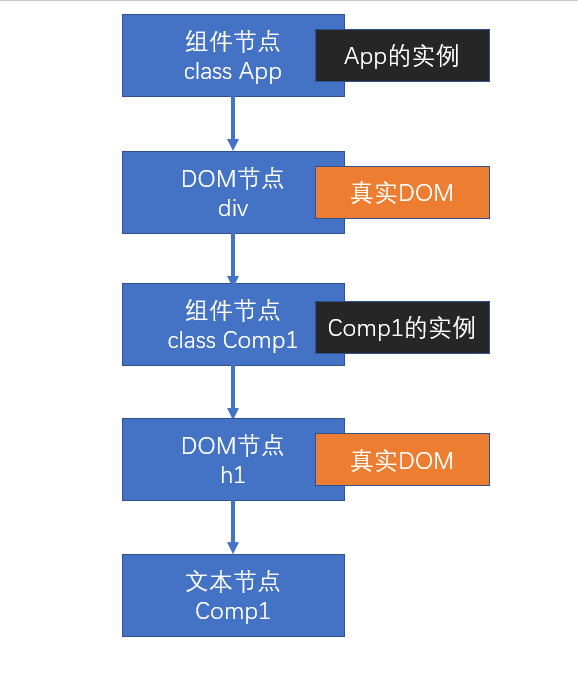 组件节点
class App
App的实例
DOM节点
div
真实DOM
组件节点
class Comp1
Comp1的实例
DOM节点
h1
真实DOM
文本节点
Comp1